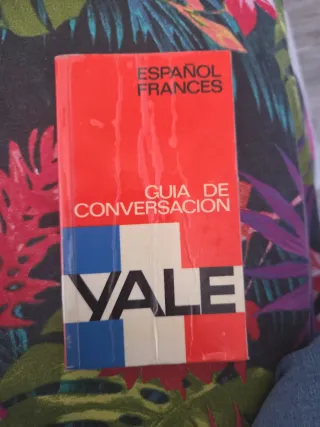 ESPAÑOL
FRANCES
GUIA DE
CONVERSACION
YALE